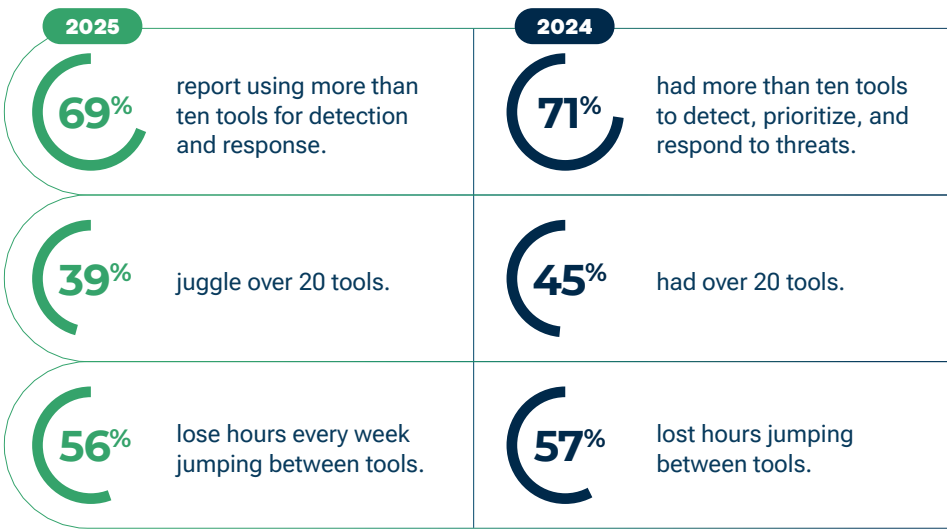 2025
2024
69%
report using more than
ten tools for detection
and response.
71%
had more than ten tools
to detect, prioritize, and
respond to threats.
39%
juggle over 20 tools.
45%
had over 20 tools.
56%
lose hours every week
jumping between tools.
57%
lost hours jumping
between tools.